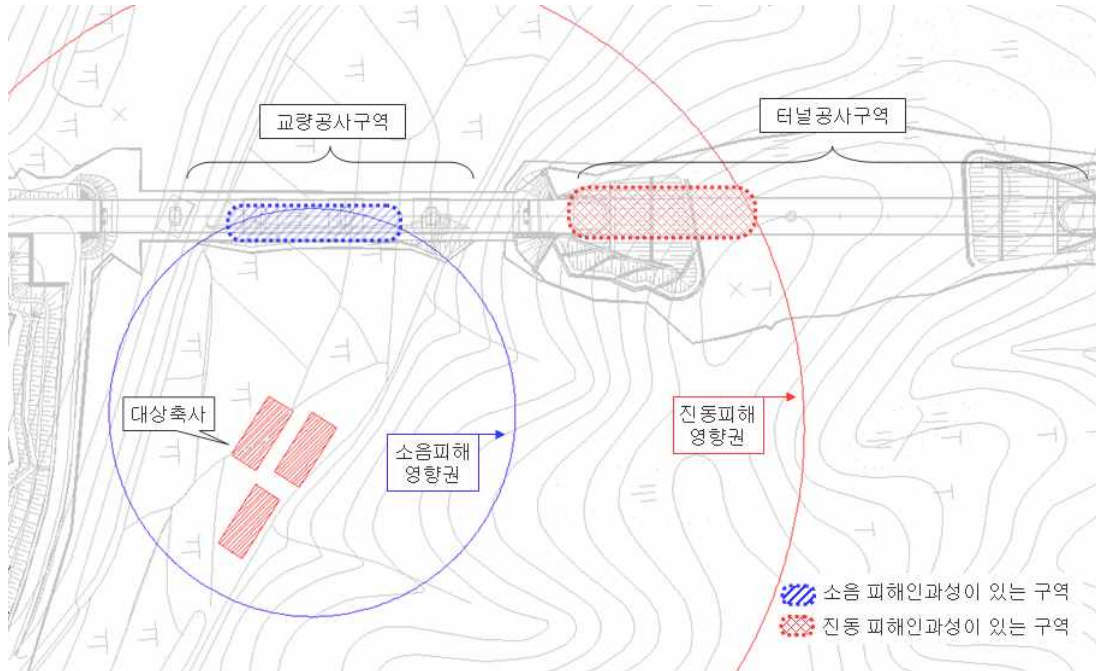 교량공사구역
터널공사구역
대상축사
소음피해
영향권
진동피해
영향권
소음 피해인과성이 있는 구역
진동 피해인과성이 있는 구역